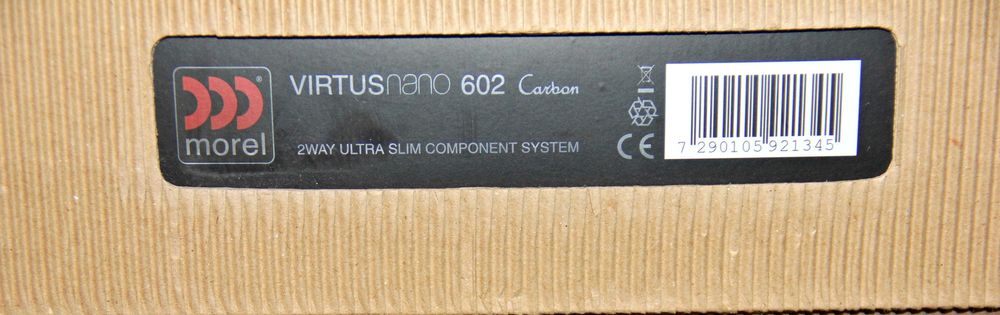 morel
VIRTUSnano 602 Carbon
2WAY ULTRA SLIM COMPONENT SYSTEM
CE
7 290105 921345